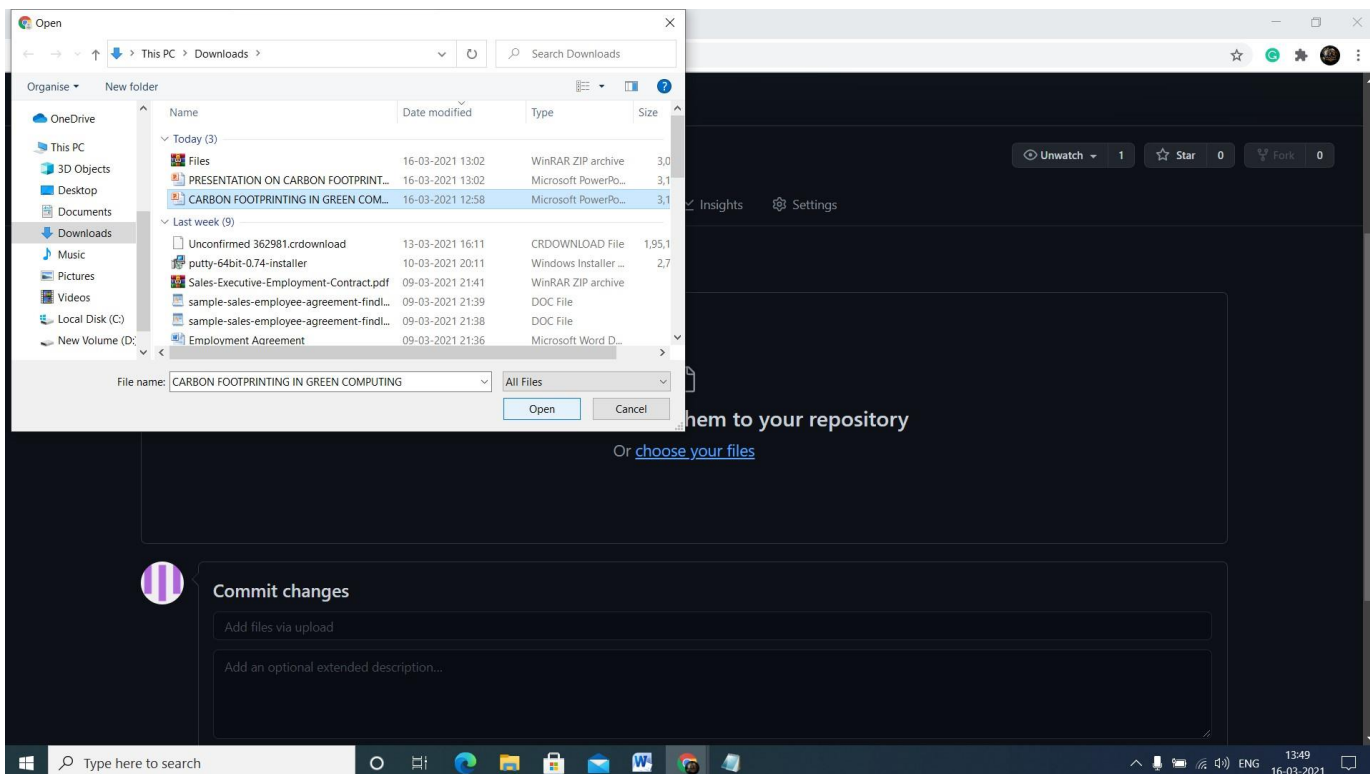 Open
This PC > Downloads >
Search Downloads
Organise
New folder
Name
Date modified
Type
Size
OneDrive
This PC
3D Objects
Desktop
Documents
Downloads
Music
Pictures
Videos
Local Disk (C:)
New Volume (D:
Today (3)
Files 16-03-2021 13:02 WinRAR ZIP archive 3,0
PRESENTATION ON CARBON FOOTPRINT... 16-03-2021 13:02 Microsoft PowerPo... 3,1
CARBON FOOTPRINTING IN GREEN COM... 16-03-2021 12:58 Microsoft PowerPo... 3,1
Last week (9)
Unconfirmed 362981.crdownload 13-03-2021 16:11 CRDOWNLOAD File 1,95,1
putty-64bit-0.74-installer 10-03-2021 20:11 Windows Installer ... 2,7
Sales-Executive-Employment-Contract.pdf 09-03-2021 21:41 WinRAR ZIP archive
sample-sales-employee-agreement-findl... 09-03-2021 21:39 DOC File
sample-sales-employee-agreement-findl... 09-03-2021 21:38 DOC File
Employment Agreement 09-03-2021 21:36 Microsoft Word D...
File name: CARBON FOOTPRINTING IN GREEN COMPUTING
All Files
Open
Cancel
Unwatch 1
Star 0
Fork 0
Insights
Settings
hem to your repository
Or choose your files
Commit changes
Add files via upload
Add an optional extended description...
Type here to search
ENG
13:49
16-03-2021